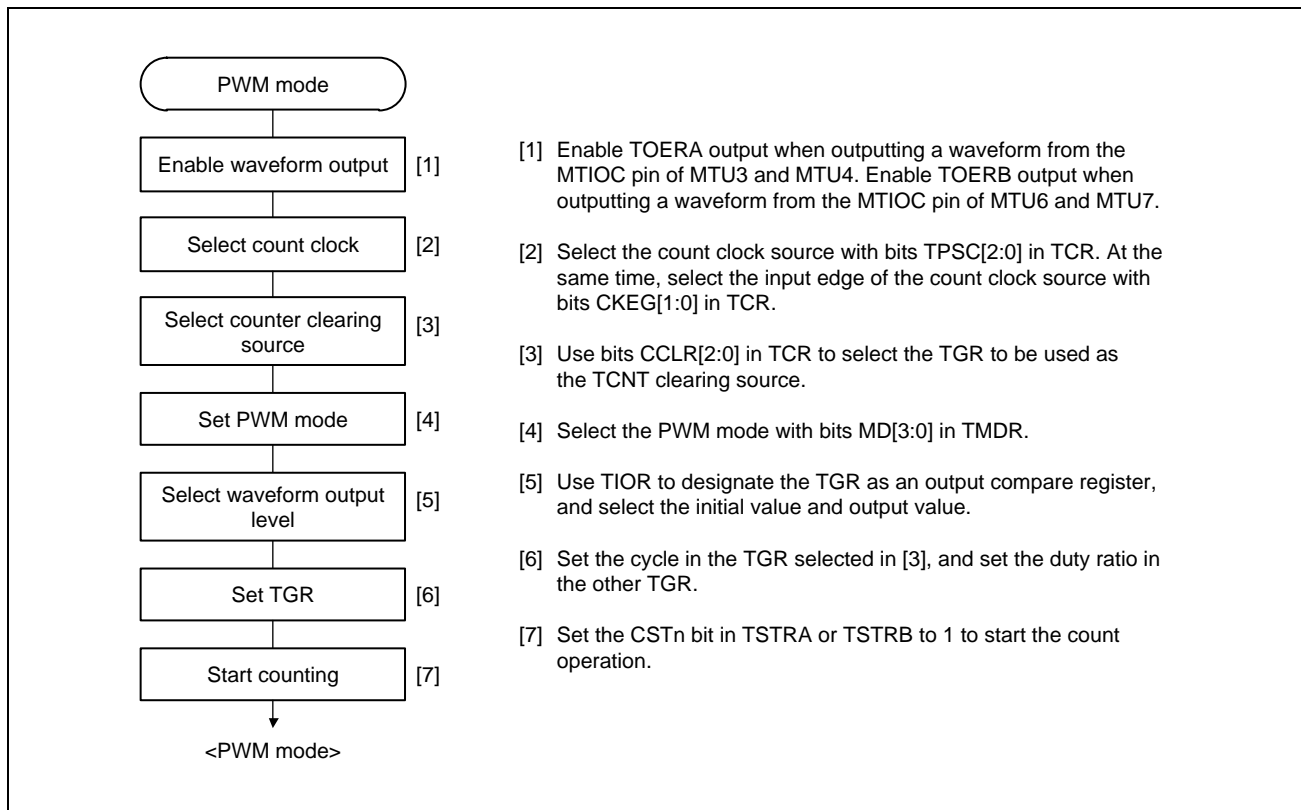 PWM mode
Enable waveform output [1]
Select count clock [2]
Select counter clearing
source
[3]
Set PWM mode [4]
Select waveform output
level
[5]
Set TGR [6]
Start counting [7]
<PWM mode>
[1] Enable TOERA output when outputting a waveform from the
MTIOC pin of MTU3 and MTU4. Enable TOERB output when
outputting a waveform from the MTIOC pin of MTU6 and MTU7.
[2] Select the count clock source with bits TPSC[2:0] in TCR. At the
same time, select the input edge of the count clock source with
bits CKEG[1:0] in TCR.
[3] Use bits CCLR[2:0] in TCR to select the TGR to be used as
the TCNT clearing source.
[4] Select the PWM mode with bits MD[3:0] in TMDR.
[5] Use TIOR to designate the TGR as an output compare register,
and select the initial value and output value.
[6] Set the cycle in the TGR selected in [3], and set the duty ratio in
the other TGR.
[7] Set the CSTn bit in TSTRA or TSTRB to 1 to start the count
operation.